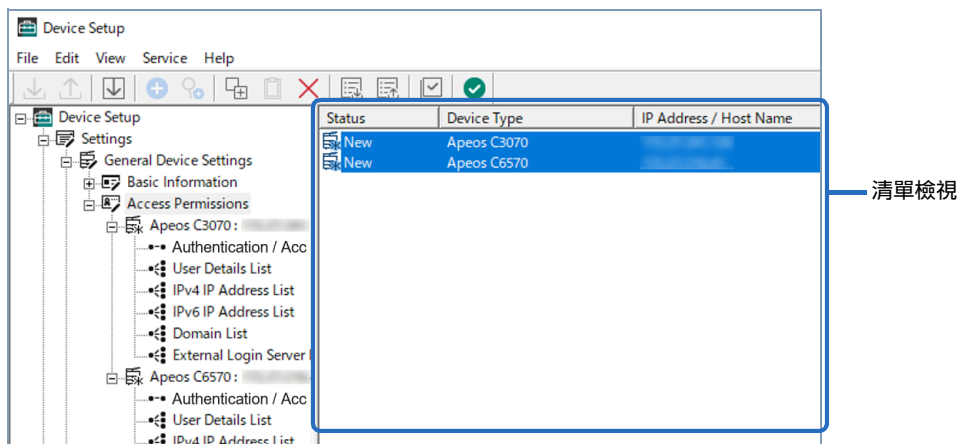 Device Setup
File Edit View Service Help
Device Setup
Settings
General Device Settings
Basic Information
Access Permissions
Apeos C3070 :
Authentication / Acc
User Details List
IPv4 IP Address List
IPv6 IP Address List
Domain List
External Login Server
Apeos C6570 :
Authentication / Acc
User Details List
IPv4 IP Address List
Status Device Type IP Address / Host Name
New Apeos C3070
New Apeos C6570
清單檢視